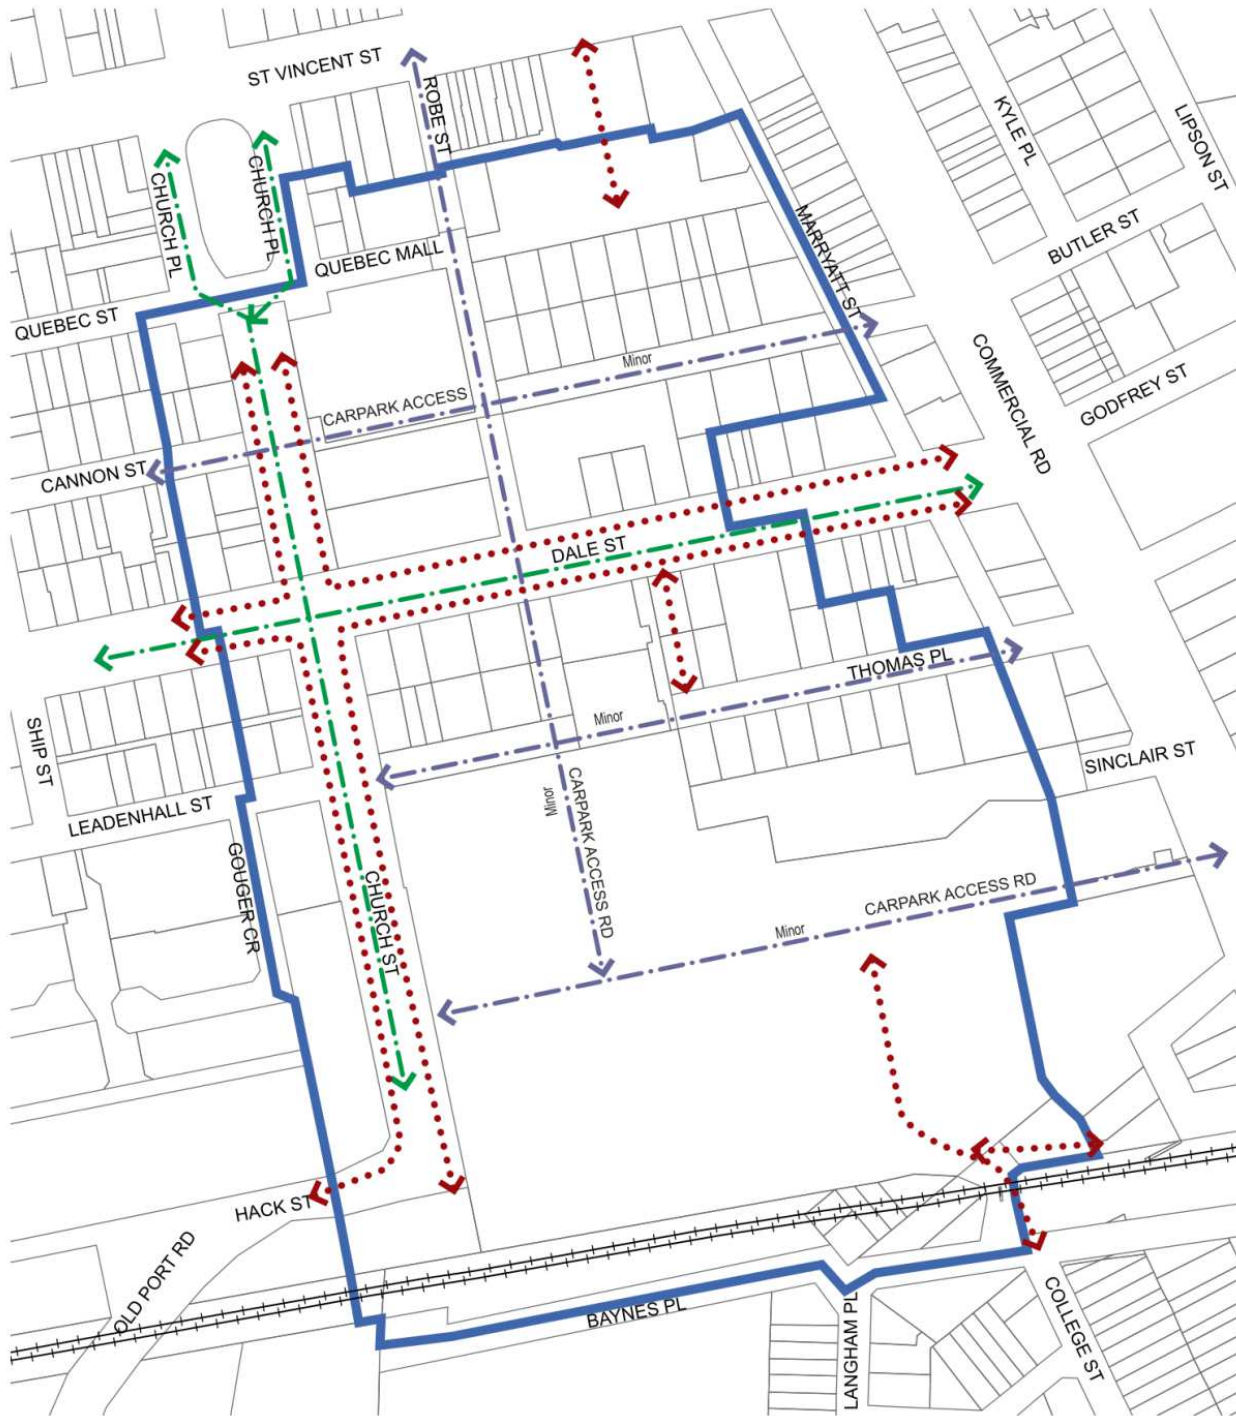 ST VINCENT ST
ROBE ST
KYLE PL
LIPSON ST
CHURCH PL
CHURCH PL
MARRYATT ST
BUTLER ST
QUEBEC MALL
QUEBEC ST
COMMERCIAL RD
Minor
GODFREY ST
CARPARK ACCESS
CANNON ST
DALE ST
THOMAS PL
SHIP ST
Minor
SINCLAIR ST
LEADENHALL ST
CARPARK ACCESS RD
Minor
GOUGER CR
CHURCH ST
CARPARK ACCESS RD
Minor
HACK ST
OLD PORT RD
BAYNES PL
LANGHAM PL
COLLEGE ST